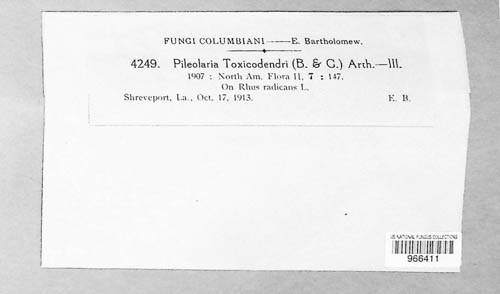 FUNGI COLUMBIANI—E. Bartholomew.
4249. Pileolaria Toxicodendri (B. & C.) Arth.—III.
1907 : North Am. Flora II, 7 : 147.
On Rhus radicans L.
Shreveport, La., Oct. 17, 1913. E. B.
US NATIONAL FUNGUS COLLECTIONS
966411